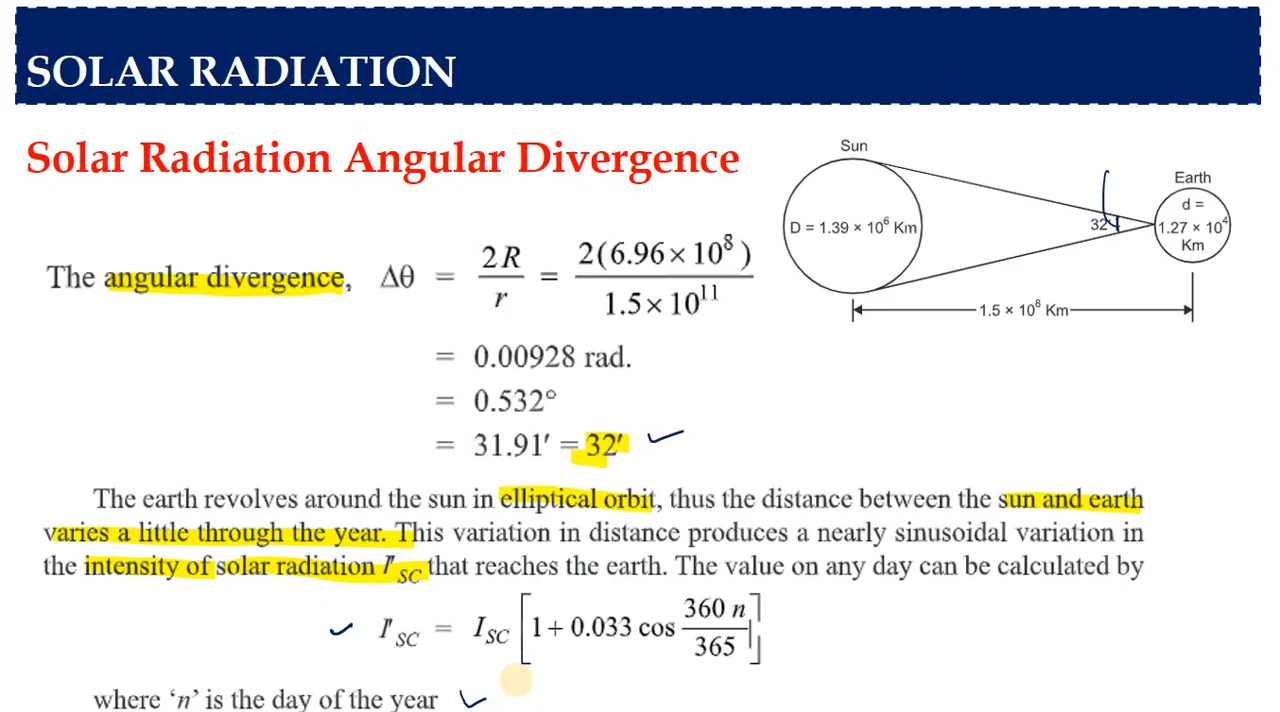 SOLAR RADIATION
Solar Radiation Angular Divergence
Sun
Earth
d =
1.27 × 10⁴
Km
D = 1.39 × 10⁶ Km
32'
1.5 × 10⁸ Km
The angular divergence, Δθ = 2R/r = 2(6.96×10⁸)/1.5×10¹¹
= 0.00928 rad.
= 0.532°
= 31.91′ = 32′
The earth revolves around the sun in elliptical orbit, thus the distance between the sun and earth
varies a little through the year. This variation in distance produces a nearly sinusoidal variation in
the intensity of solar radiation I'SC that reaches the earth. The value on any day can be calculated by
I'SC = ISC [1 + 0.033 cos 360 n/365]
where ‘n’ is the day of the year